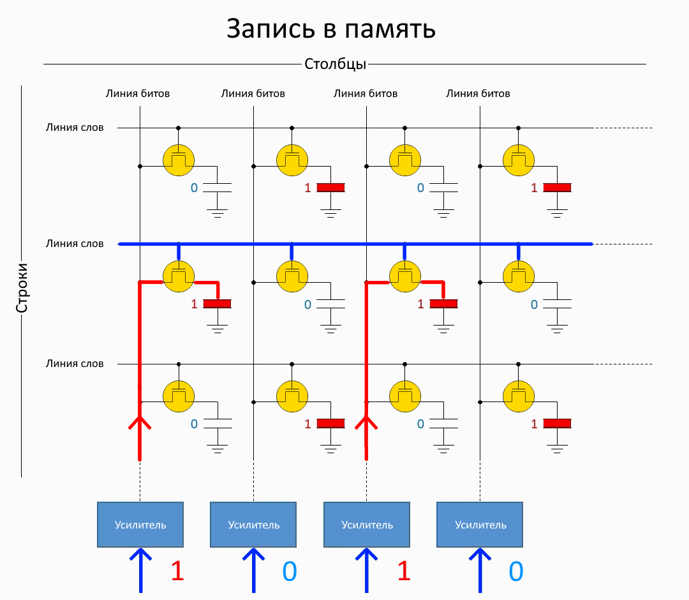 Запись в память
Столбцы
Линия битов Линия битов Линия битов Линия битов
Линия слов
0 1 0 1
Линия слов
Строки
1 0 1 0
Линия слов
0 1 0 1
Усилитель Усилитель Усилитель Усилитель
1 0 1 0